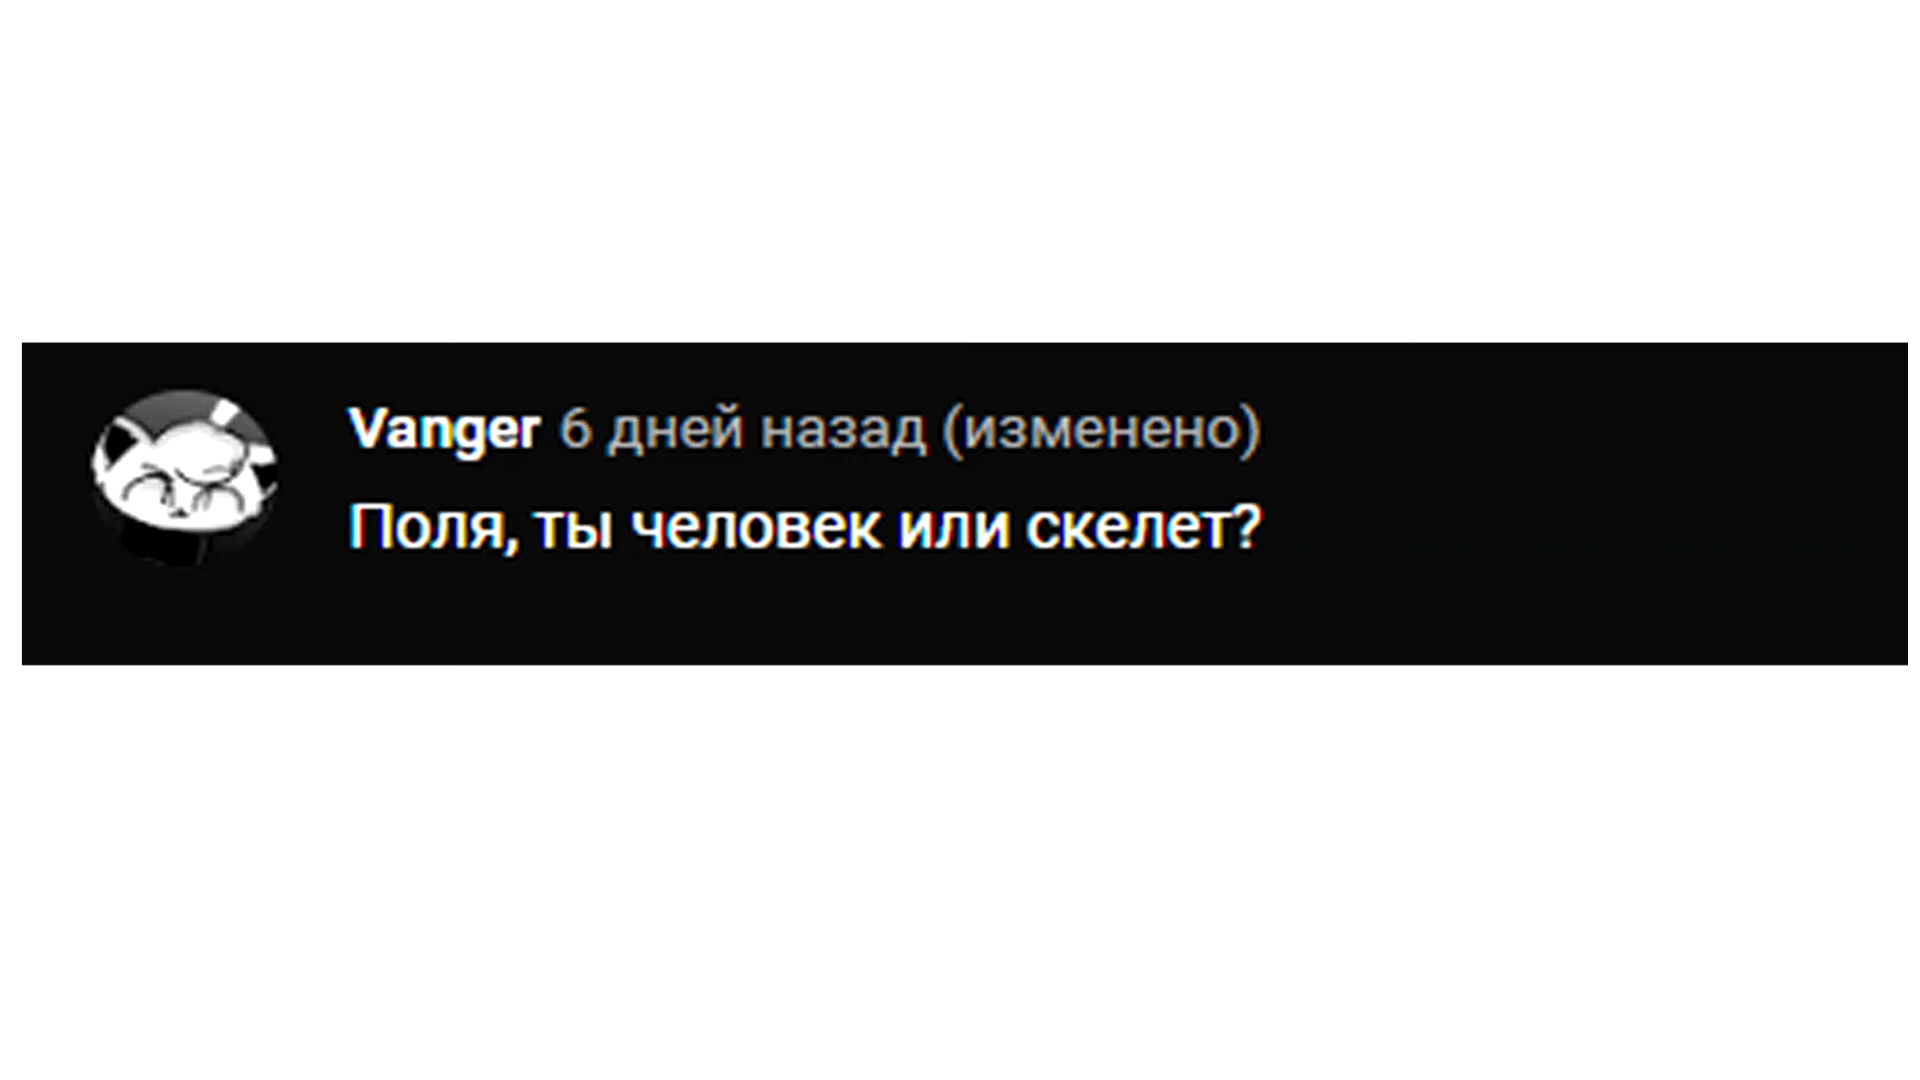 Vanger 6 дней назад (изменено)
Поля, ты человек или скелет?